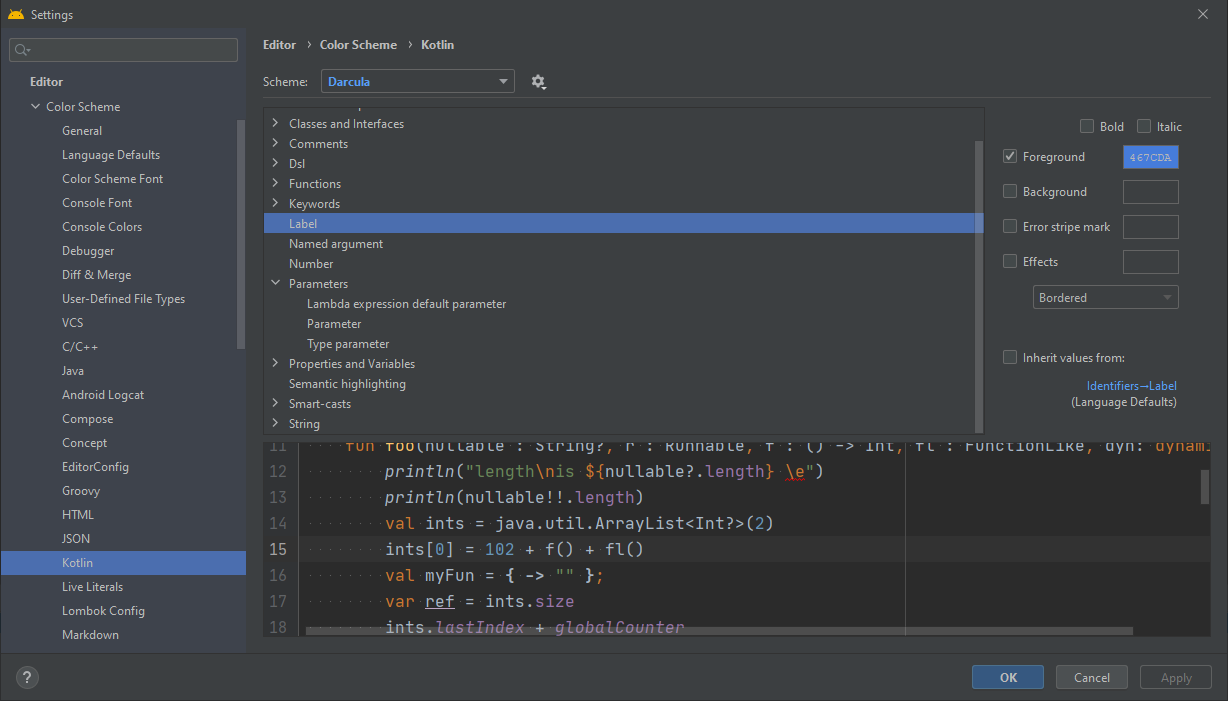 Settings
Editor › Color Scheme › Kotlin
Scheme: Darcula
Editor
Color Scheme
General
Language Defaults
Color Scheme Font
Console Font
Console Colors
Debugger
Diff & Merge
User-Defined File Types
VCS
C/C++
Java
Android Logcat
Compose
Concept
EditorConfig
Groovy
HTML
JSON
Kotlin
Live Literals
Lombok Config
Markdown
Classes and Interfaces
Comments
Dsl
Functions
Keywords
Label
Named argument
Number
Parameters
Lambda expression default parameter
Parameter
Type parameter
Properties and Variables
Semantic highlighting
Smart-casts
String
Bold Italic
Foreground 467CDA
Background
Error stripe mark
Effects
Bordered
Inherit values from:
Identifiers→Label
(Language Defaults)
11 fun foo(nullable : String?, r : Runnable, f : () -> Int, fl : FunctionLike, dyn: dynami
12 println("length\nis ${nullable?.length} \e")
13 println(nullable!!.length)
14 val ints = java.util.ArrayList<Int?>(2)
15 ints[0] = 102 + f() + fl()
16 val myFun = { -> "" };
17 var ref = ints.size
18 ints.lastIndex + globalCounter
?
OK Cancel Apply